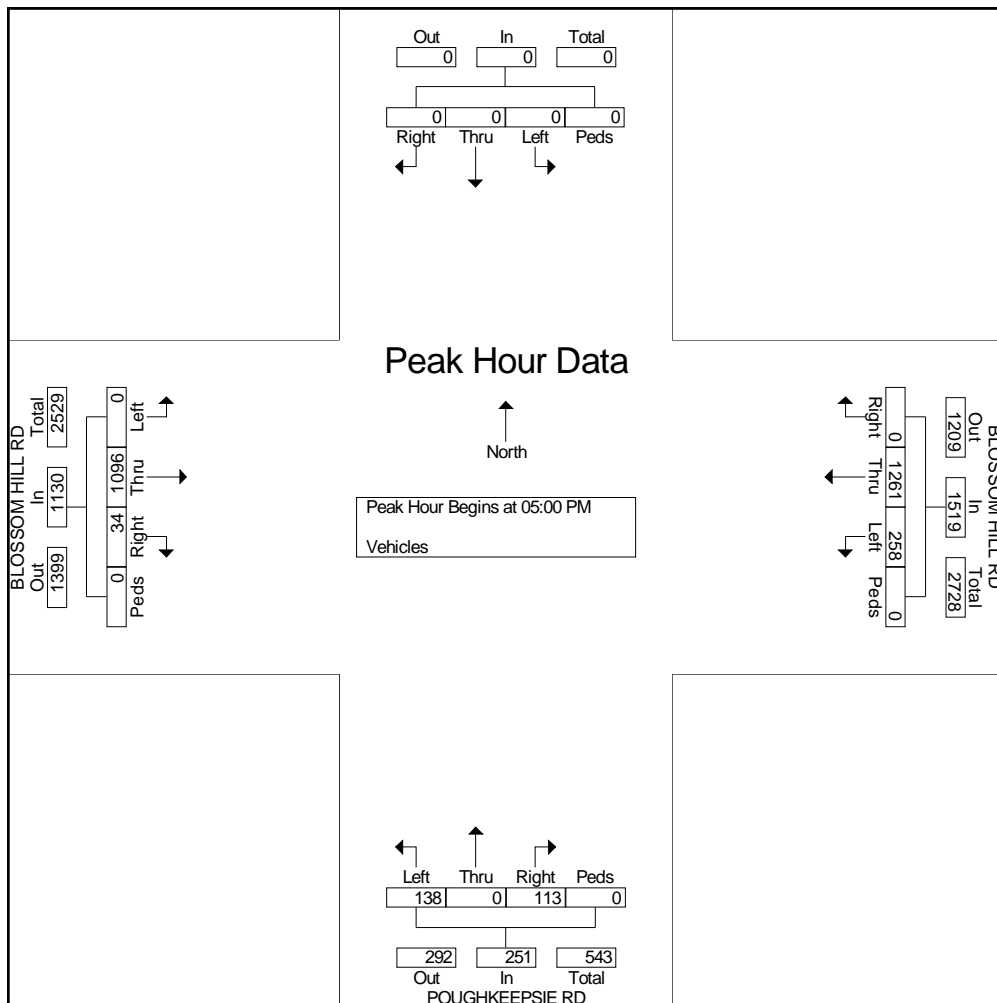 Out In Total
0 0 0
0 0 0 0
Right Thru Left Peds
Peak Hour Data
North
Peak Hour Begins at 05:00 PM
Vehicles
BLOSSOM HILL RD
Out In Total
1399 1130 2529
0 34 1096 0
Peds Right Thru Left
BLOSSOM HILL RD
Out In Total
1209 1519 2728
0 1261 258 0
Right Thru Left Peds
Left Thru Right Peds
138 0 113 0
292 251 543
Out In Total
POUGHKEEPSIE RD